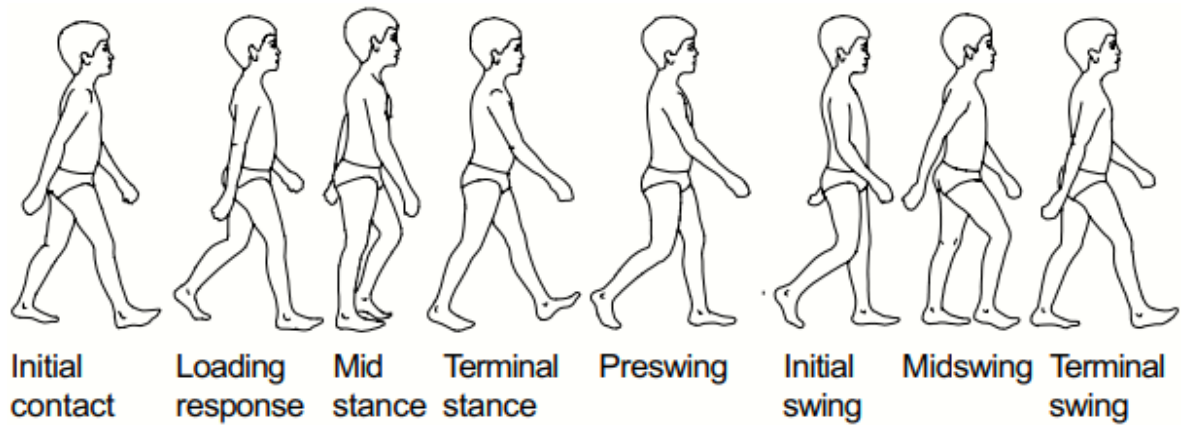 Initial contact
Loading response
Mid stance
Terminal stance
Preswing
Initial swing
Midswing
Terminal swing